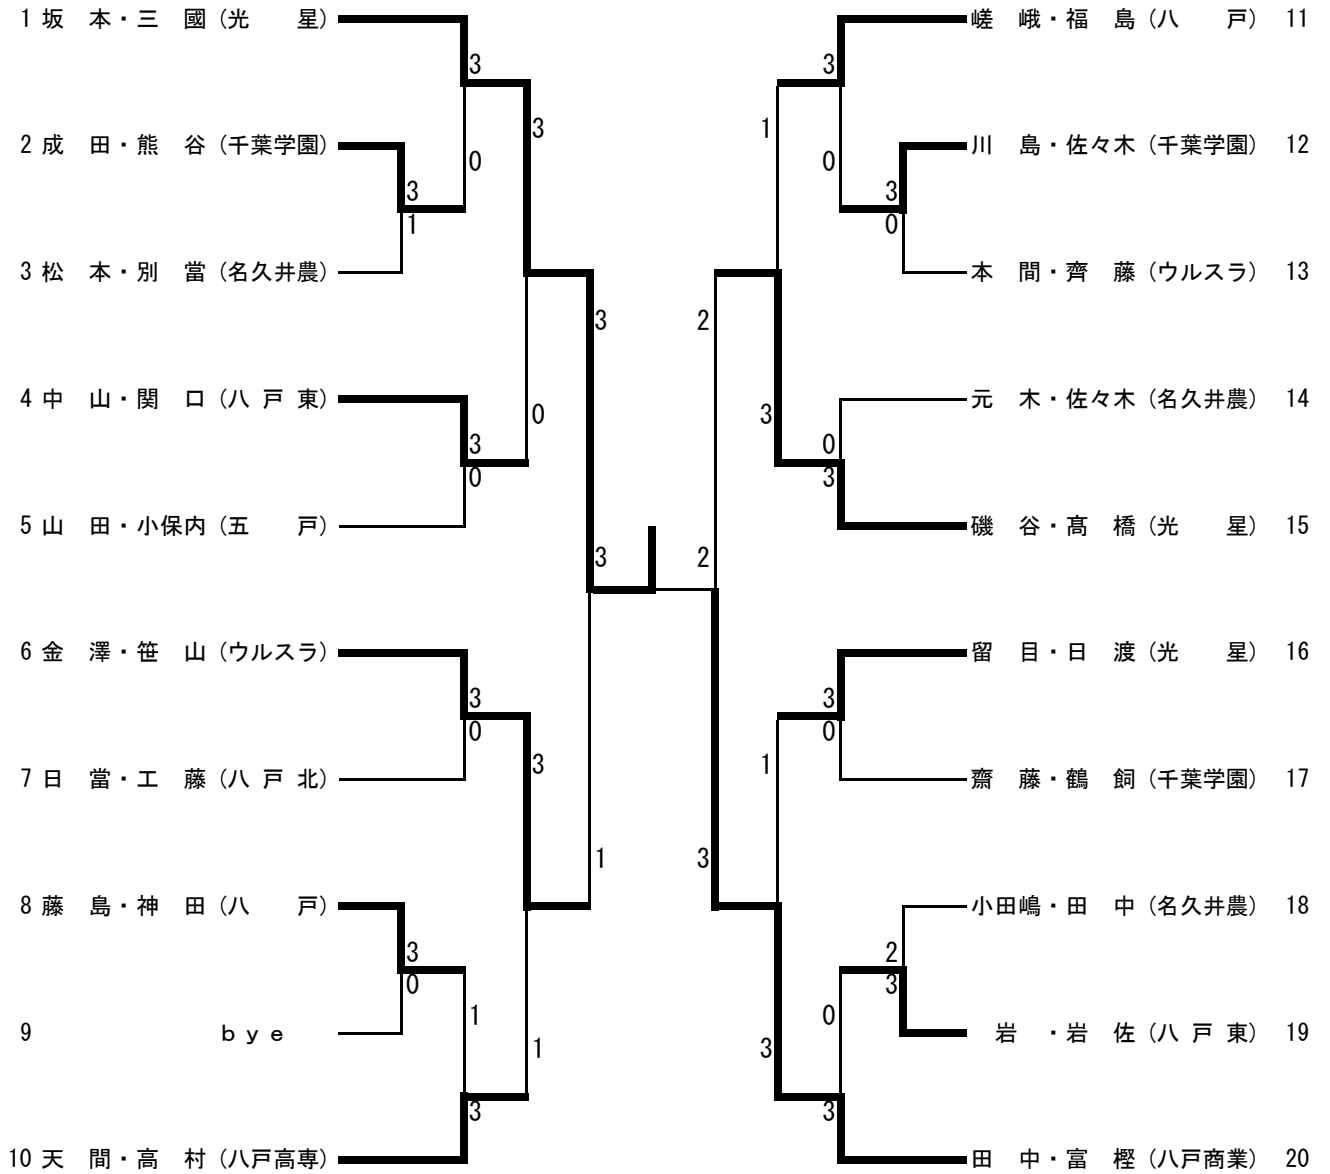 1 坂 本・三 國 (光 星)
3
3
2 成 田・熊 谷 (千葉学園)
0
3
1
3 松 本・別 當 (名久井農)
3
4 中 山・関 口 (八 戸 東)
0
3
0
5 山 田・小保内 (五 戸)
3
6 金 澤・笹 山 (ウルスラ)
3
0
3
7 日 當・工 藤 (八 戸 北)
1
8 藤 島・神 田 (八 戸)
3
0
1
9 ｂｙｅ
1
3
10 天 間・高 村 (八戸高専)
嵯 峨・福 島 (八 戸) 11
3
1
川 島・佐々木 (千葉学園) 12
0
3
0
本 間・齊 藤 (ウルスラ) 13
2
元 木・佐々木 (名久井農) 14
3
0
3
磯 谷・髙 橋 (光 星) 15
2
留 目・日 渡 (光 星) 16
3
0
1
齋 藤・鶴 飼 (千葉学園) 17
3
小田嶋・田 中 (名久井農) 18
2
3
0
岩 ・岩 佐 (八 戸 東) 19
3
3
田 中・富 樫 (八戸商業) 20